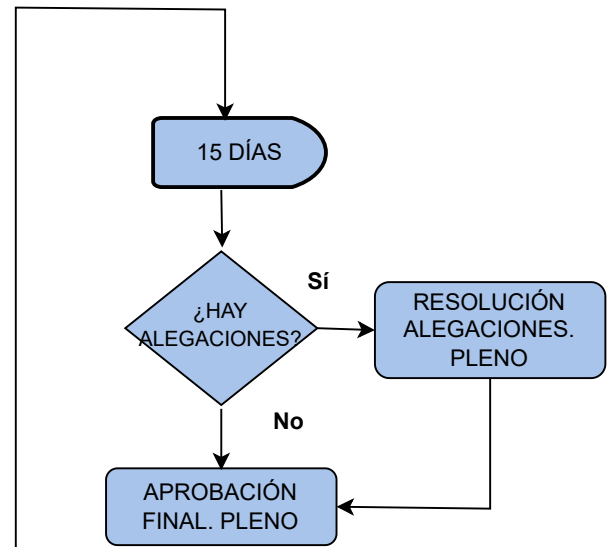 15 DÍAS
¿HAY
ALEGACIONES?
Sí
RESOLUCIÓN
ALEGACIONES.
PLENO
No
APROBACIÓN
FINAL. PLENO